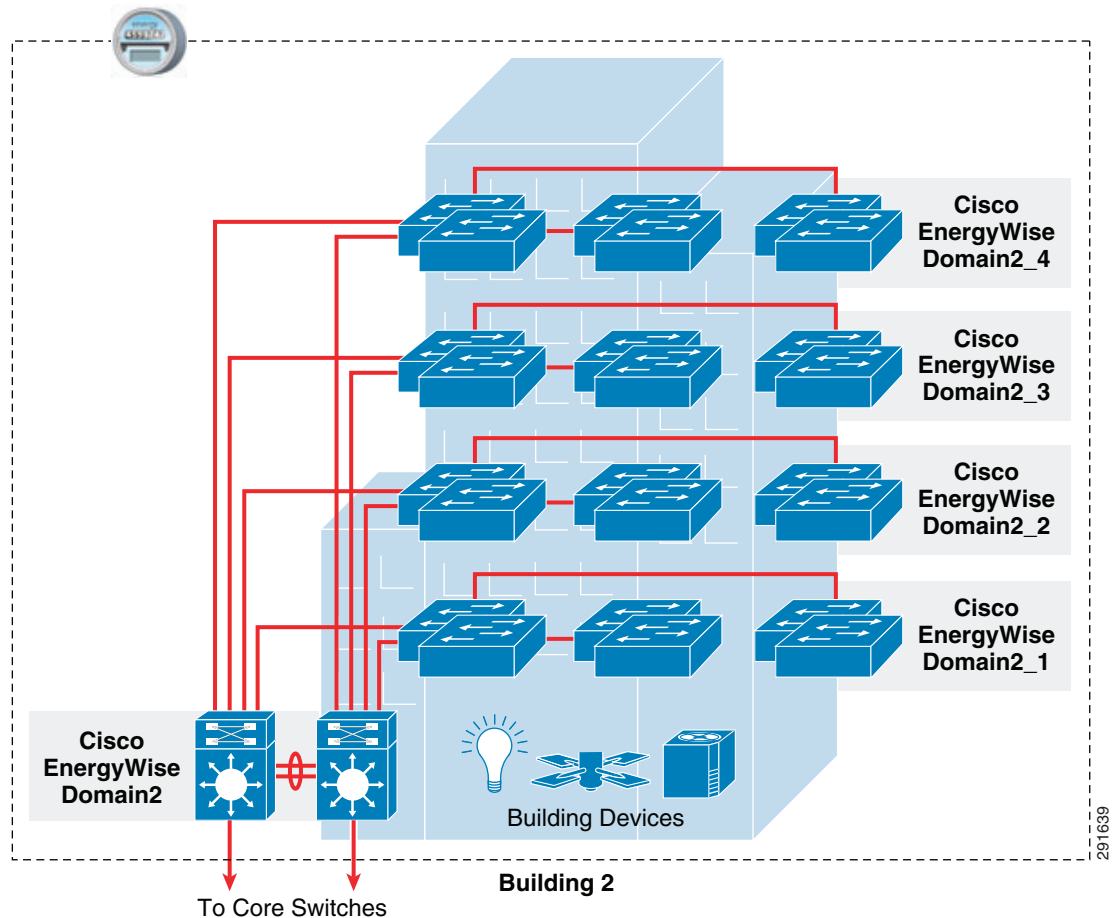 energy
Cisco
EnergyWise
Domain2_4
Cisco
EnergyWise
Domain2_3
Cisco
EnergyWise
Domain2_2
Cisco
EnergyWise
Domain2_1
Cisco
EnergyWise
Domain2
Building Devices
Building 2
To Core Switches
291639